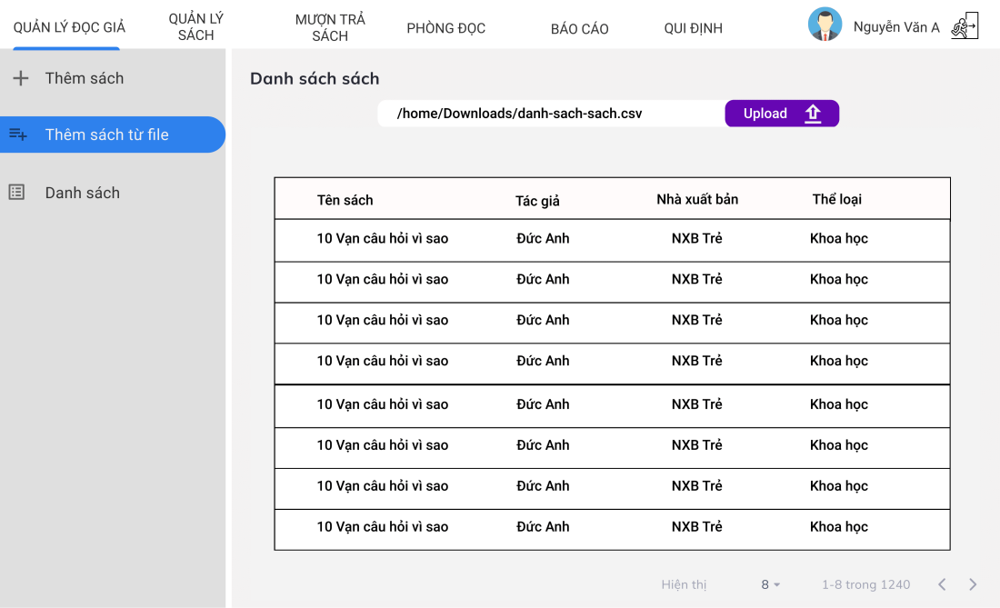 QUẢN LÝ ĐỌC GIẢ
QUẢN LÝ
SÁCH
MƯỢN TRẢ
SÁCH
PHÒNG ĐỌC
BÁO CÁO
QUI ĐỊNH
Nguyễn Văn A
Thêm sách
Thêm sách từ file
Danh sách
Danh sách sách
/home/Downloads/danh-sach-sach.csv
Upload
Tên sách Tác giả Nhà xuất bản Thể loại
10 Vạn câu hỏi vì sao Đức Anh NXB Trẻ Khoa học
10 Vạn câu hỏi vì sao Đức Anh NXB Trẻ Khoa học
10 Vạn câu hỏi vì sao Đức Anh NXB Trẻ Khoa học
10 Vạn câu hỏi vì sao Đức Anh NXB Trẻ Khoa học
10 Vạn câu hỏi vì sao Đức Anh NXB Trẻ Khoa học
10 Vạn câu hỏi vì sao Đức Anh NXB Trẻ Khoa học
10 Vạn câu hỏi vì sao Đức Anh NXB Trẻ Khoa học
10 Vạn câu hỏi vì sao Đức Anh NXB Trẻ Khoa học
Hiện thị 8 1-8 trong 1240